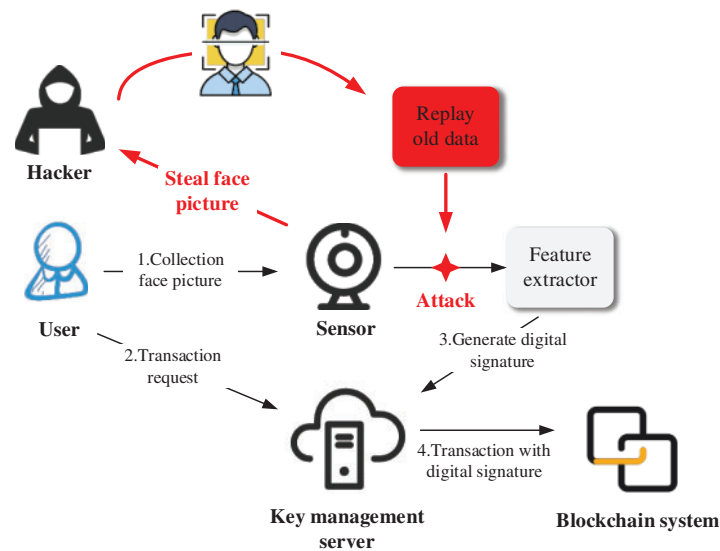 Replay
old data
Hacker
Steal face
picture
1.Collection
face picture
Feature
extractor
User
Sensor
Attack
2.Transaction
request
3.Generate digital
signature
4.Transaction with
digital signature
Key management
server
Blockchain system